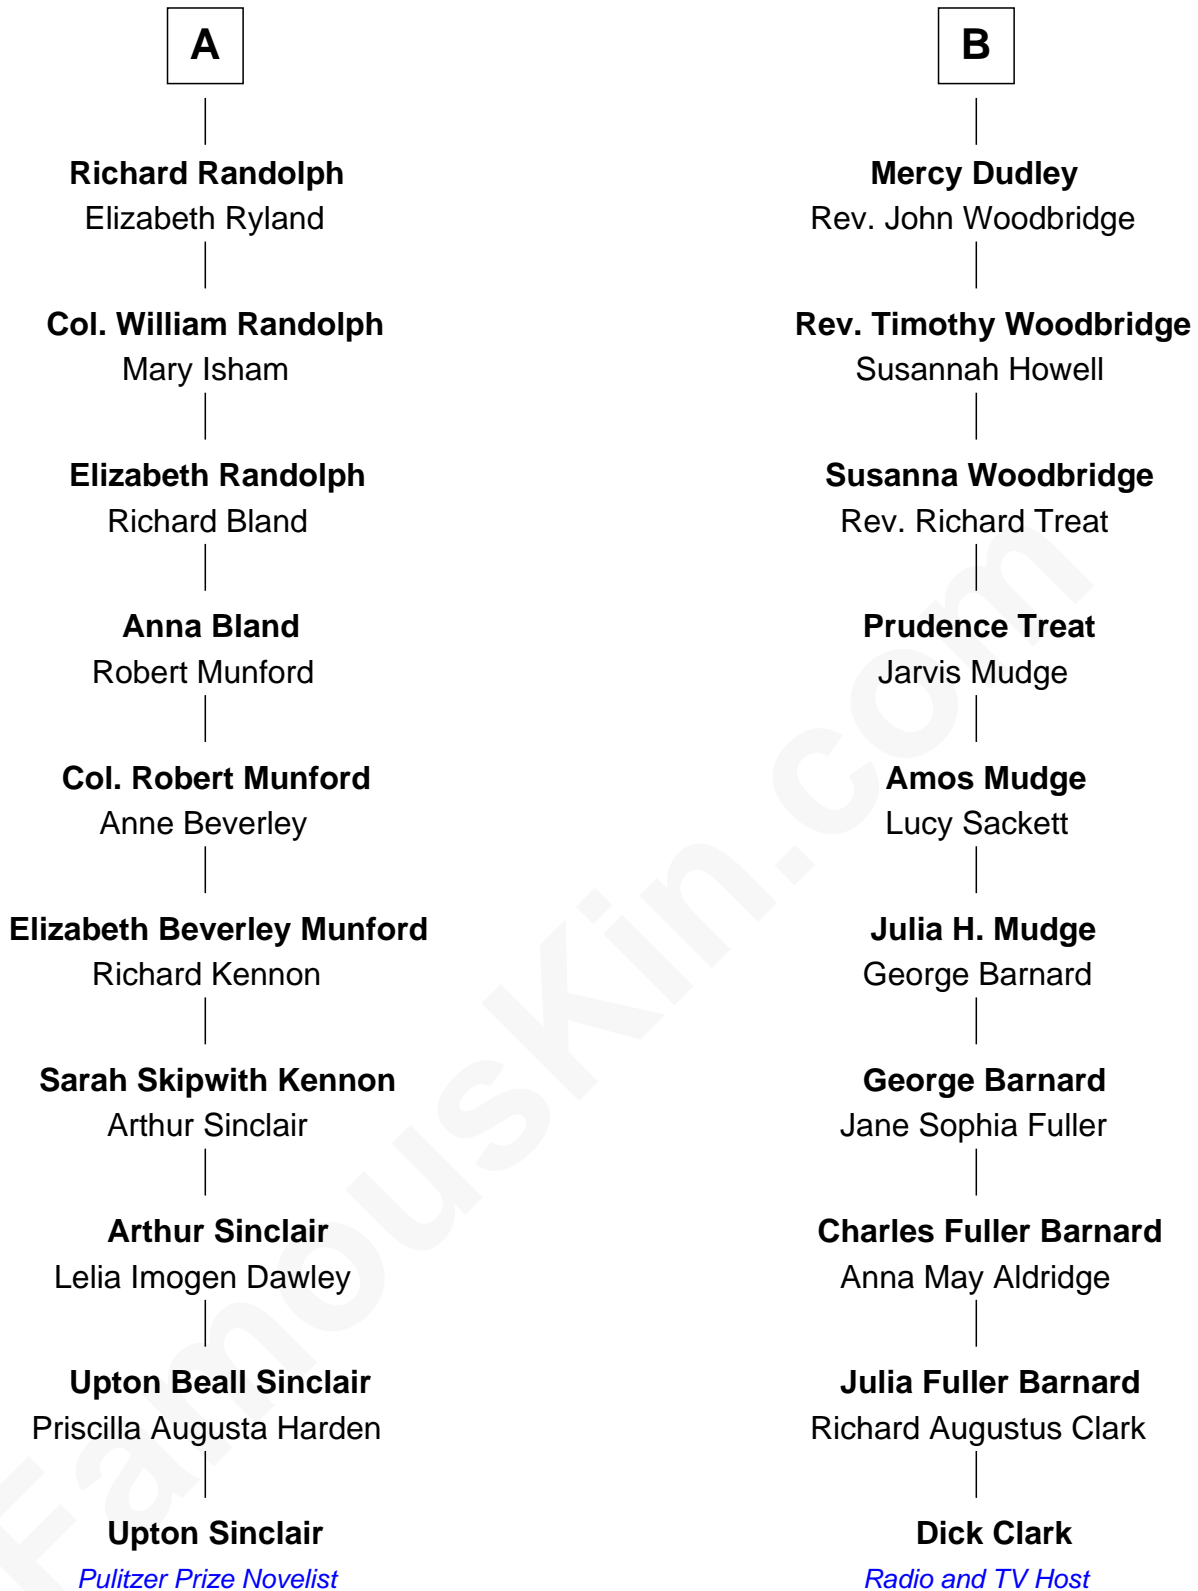 A
Richard Randolph
Elizabeth Ryland
Col. William Randolph
Mary Isham
Elizabeth Randolph
Richard Bland
Anna Bland
Robert Munford
Col. Robert Munford
Anne Beverley
Elizabeth Beverley Munford
Richard Kennon
Sarah Skipwith Kennon
Arthur Sinclair
Arthur Sinclair
Lelia Imogen Dawley
Upton Beall Sinclair
Priscilla Augusta Harden
Upton Sinclair
Pulitzer Prize Novelist
B
Mercy Dudley
Rev. John Woodbridge
Rev. Timothy Woodbridge
Susannah Howell
Susanna Woodbridge
Rev. Richard Treat
Prudence Treat
Jarvis Mudge
Amos Mudge
Lucy Sackett
Julia H. Mudge
George Barnard
George Barnard
Jane Sophia Fuller
Charles Fuller Barnard
Anna May Aldridge
Julia Fuller Barnard
Richard Augustus Clark
Dick Clark
Radio and TV Host
FamousKin.com